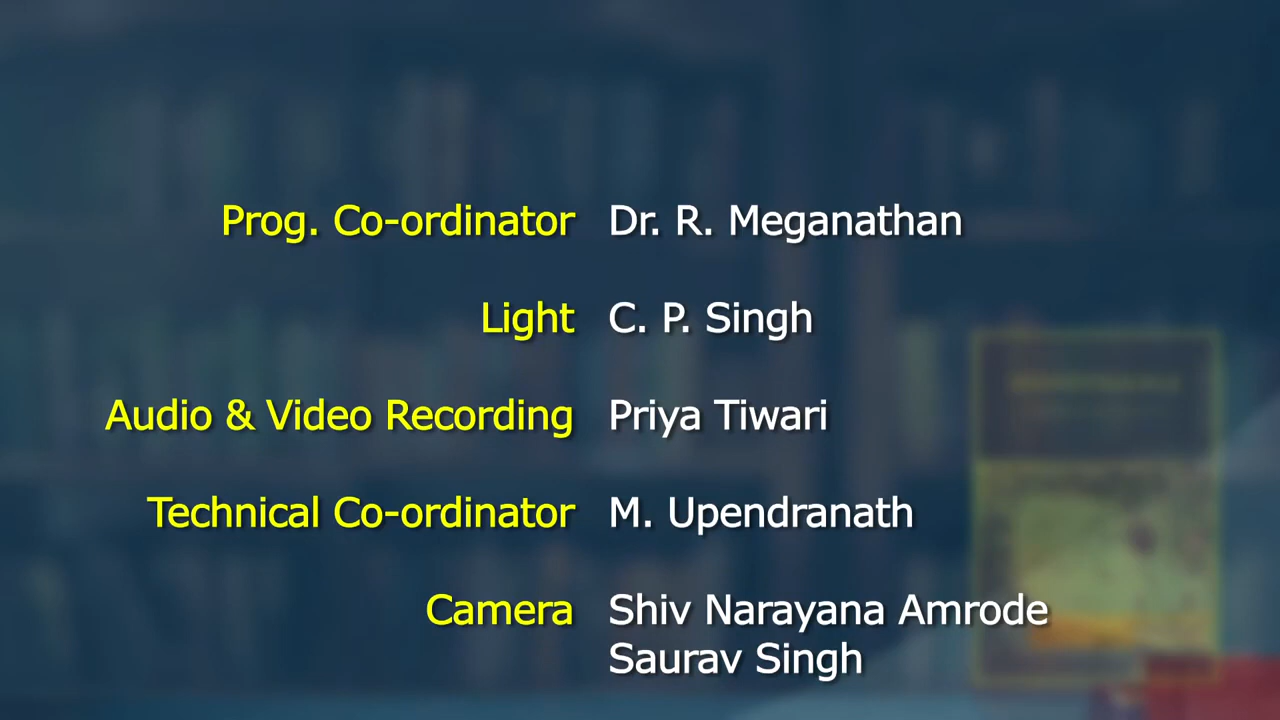 Prog. Co-ordinator Dr. R. Meganathan
Light C. P. Singh
Audio & Video Recording Priya Tiwari
Technical Co-ordinator M. Upendranath
Camera Shiv Narayana Amrode
Saurav Singh